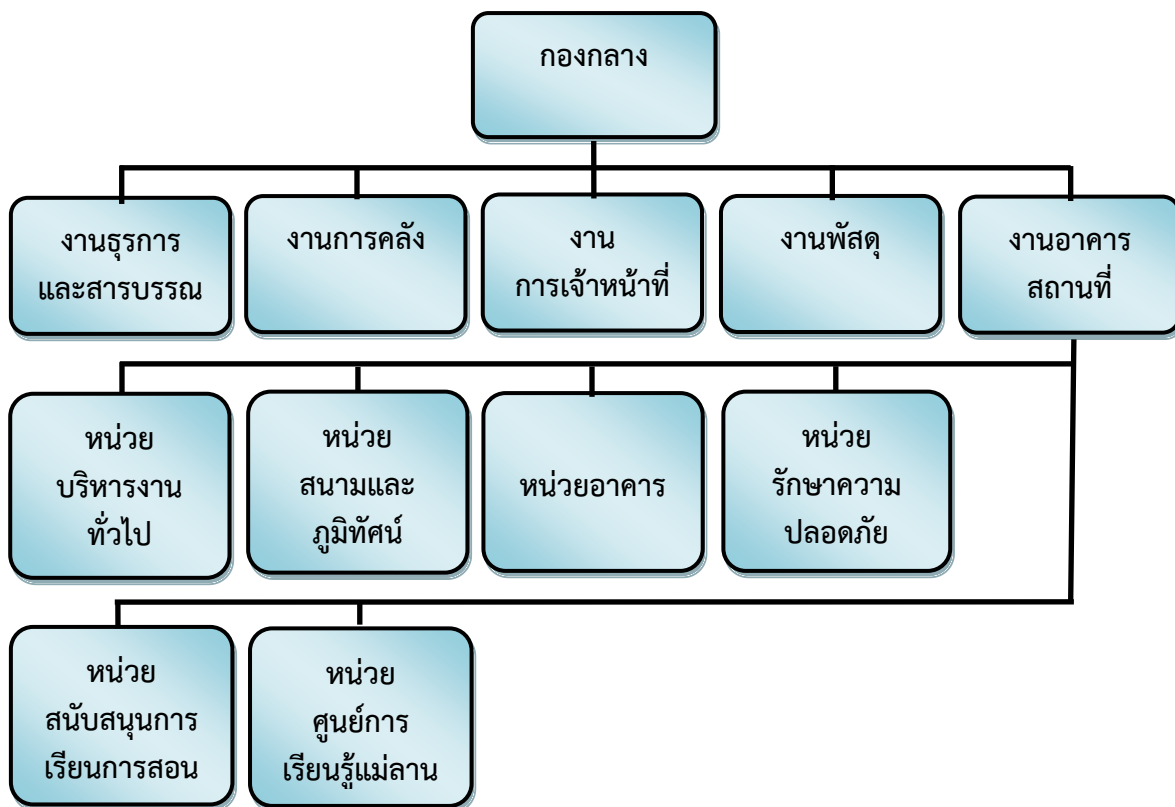 กองกลาง
งานธุรการ
และสารบรรณ
งานการคลัง
งาน
การเจ้าหน้าที่
งานพัสดุ
งานอาคาร
สถานที่
หน่วย
บริหารงาน
ทั่วไป
หน่วย
สนามและ
ภูมิทัศน์
หน่วยอาคาร
หน่วย
รักษาความ
ปลอดภัย
หน่วย
สนับสนุนการ
เรียนการสอน
หน่วย
ศูนย์การ
เรียนรู้แม่ลาน